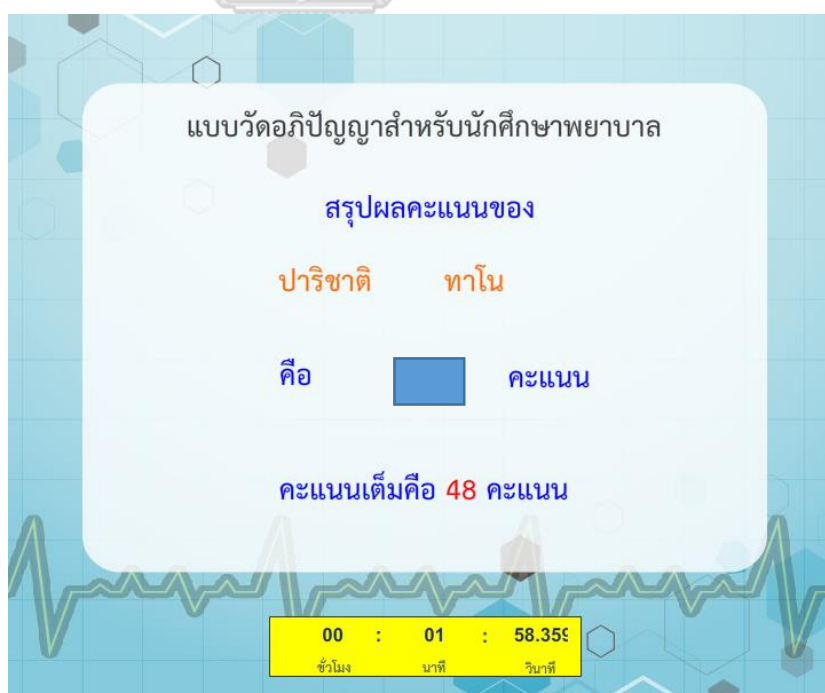 แบบวัดอภิปัญญาสำหรับนักศึกษาพยาบาล
สรุปผลคะแนนของ
ปาริชาติ ทาโน
คือ คะแนน
คะแนนเต็มคือ 48 คะแนน
00 : 01 : 58.359
ชั่วโมง นาที วินาที